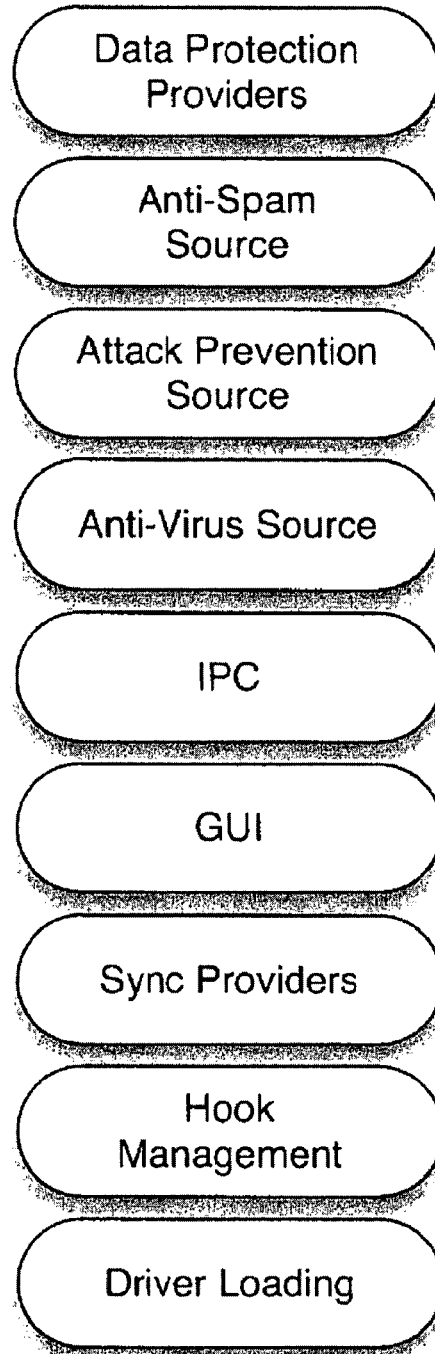 Data Protection
Providers
Anti-Spam
Source
Attack Prevention
Source
Anti-Virus Source
IPC
GUI
Sync Providers
Hook
Management
Driver Loading